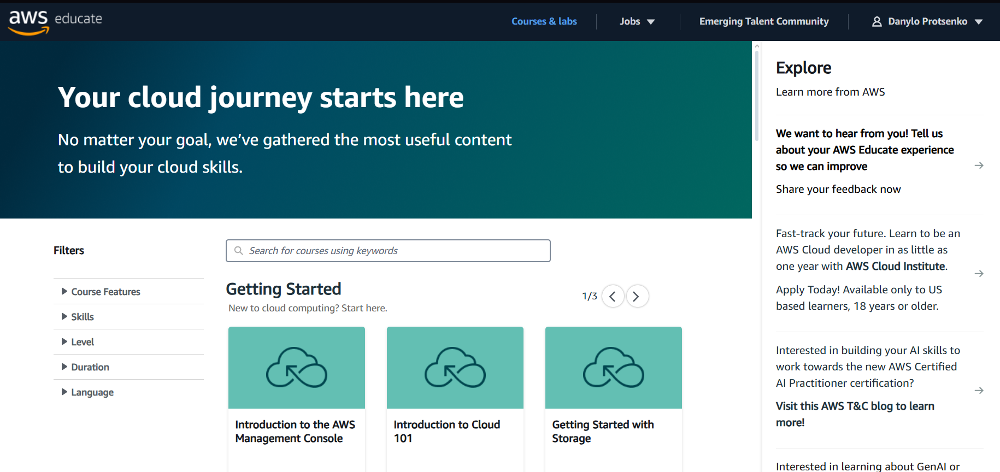 aws educate
Courses & labs
Jobs
Emerging Talent Community
Danylo Protsenko
Your cloud journey starts here
No matter your goal, we’ve gathered the most useful content
to build your cloud skills.
Filters
Course Features
Skills
Level
Duration
Language
Search for courses using keywords
Getting Started
New to cloud computing? Start here.
1/3
Introduction to the AWS
Management Console
Introduction to Cloud
101
Getting Started with
Storage
Explore
Learn more from AWS
We want to hear from you! Tell us
about your AWS Educate experience
so we can improve
Share your feedback now
Fast-track your future. Learn to be an
AWS Cloud developer in as little as
one year with AWS Cloud Institute.
Apply Today! Available only to US
based learners, 18 years or older.
Interested in building your AI skills to
work towards the new AWS Certified
AI Practitioner certification?
Visit this AWS T&C blog to learn
more!
Interested in learning about GenAI or